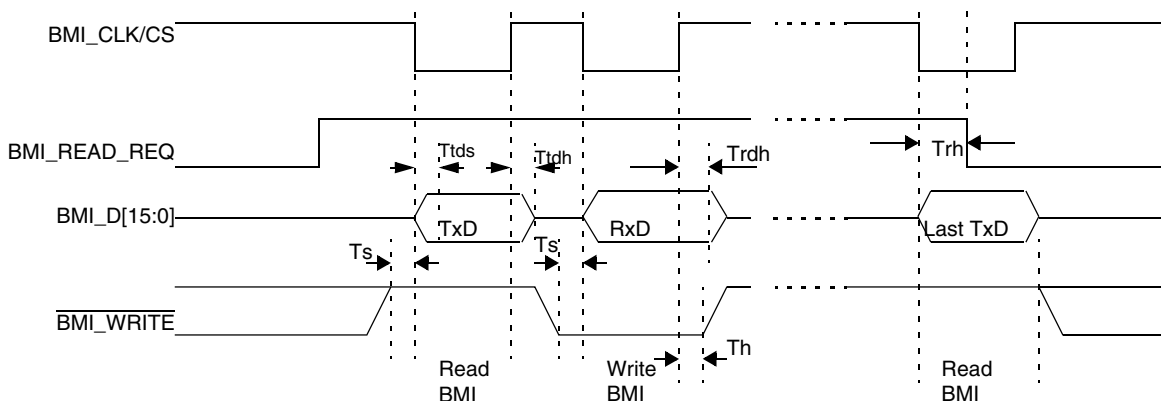 BMI_CLK/CS
BMI_READ_REQ
Ttds
Ttdh
Trdh
Trh
BMI_D[15:0]
TxD
RxD
Last TxD
Ts
Ts
BMI_WRITE
Th
Read
BMI
Write
BMI
Read
BMI